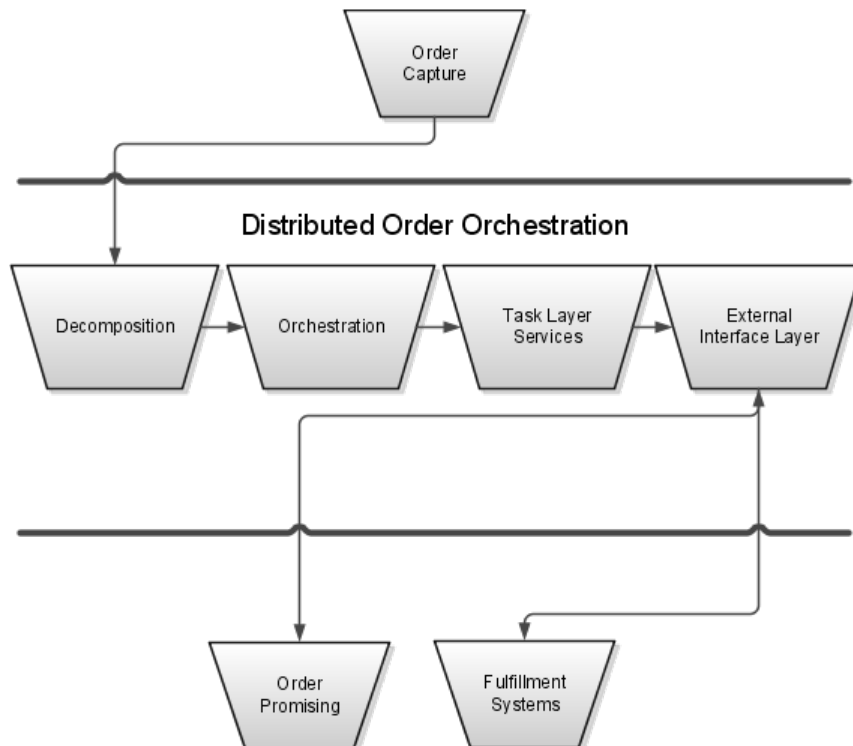 Order
Capture
Distributed Order Orchestration
Decomposition
Orchestration
Task Layer
Services
External
Interface Layer
Order
Promising
Fulfillment
Systems